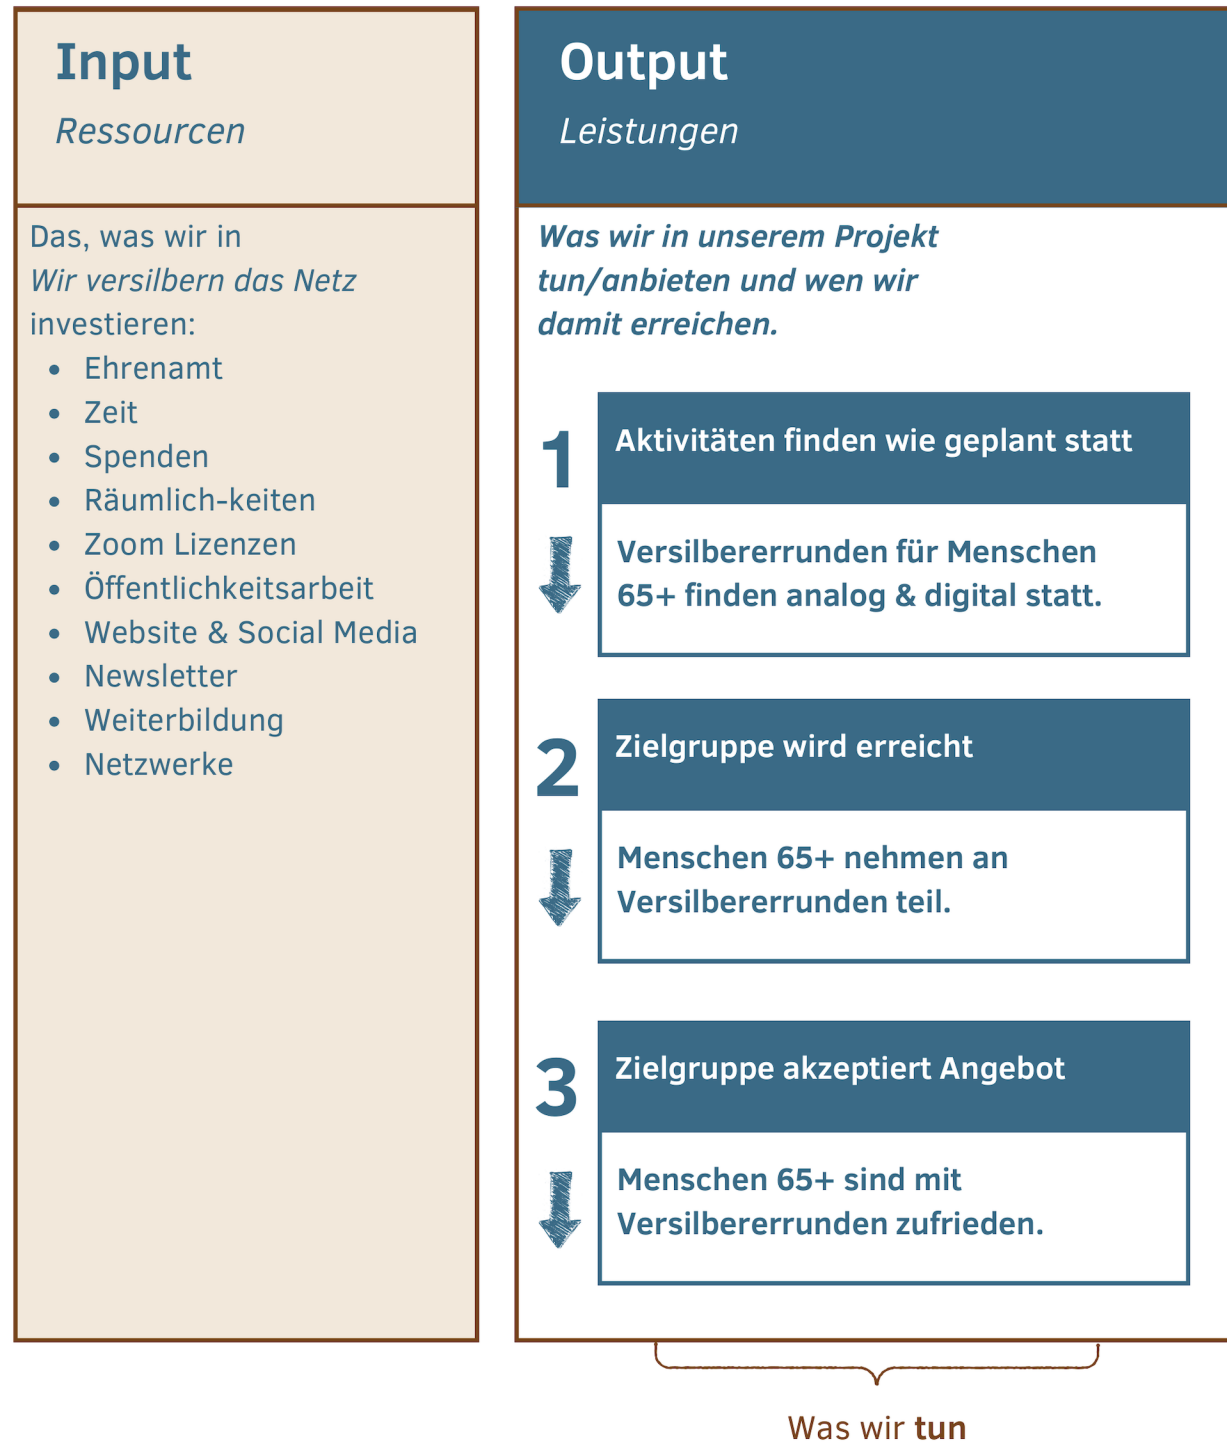 Input
Ressourcen
Das, was wir in
Wir versilbern das Netz
investieren:
• Ehrenamt
• Zeit
• Spenden
• Räumlich-keiten
• Zoom Lizenzen
• Öffentlichkeitsarbeit
• Website & Social Media
• Newsletter
• Weiterbildung
• Netzwerke
Output
Leistungen
Was wir in unserem Projekt
tun/anbieten und wen wir
damit erreichen.
1
Aktivitäten finden wie geplant statt
Versilbererrunden für Menschen
65+ finden analog & digital statt.
2
Zielgruppe wird erreicht
Menschen 65+ nehmen an
Versilbererrunden teil.
3
Zielgruppe akzeptiert Angebot
Menschen 65+ sind mit
Versilbererrunden zufrieden.
Was wir tun